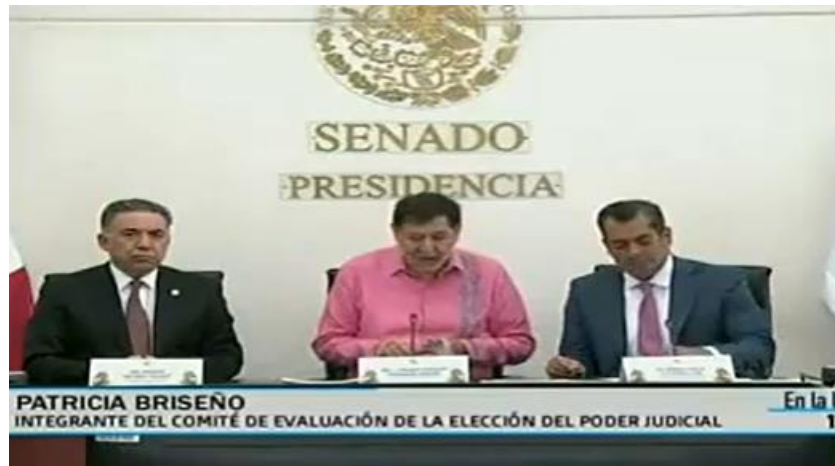 SENADO
PRESIDENCIA
PATRICIA BRISEÑO
INTEGRANTE DEL COMITÉ DE EVALUACIÓN DE LA ELECCIÓN DEL PODER JUDICIAL
En la